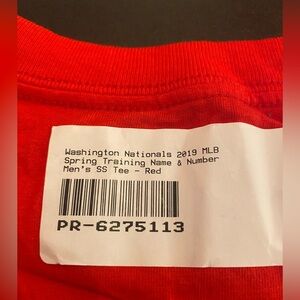 Washington Nationals 2019 MLB
Spring Training Name & Number
Men's SS Tee - Red
PR-6275113